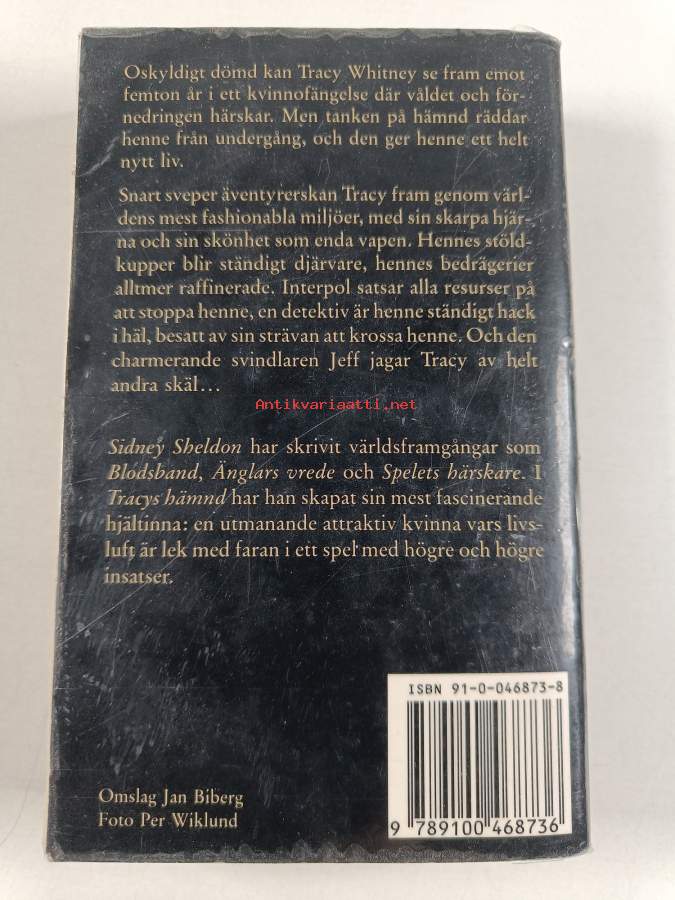 Oskyldigt dömd kan Tracy Whitney se fram emot
femton år i ett kvinnofängelse där våldet och för-
nedringen härskar. Men tanken på hämnd räddar
henne från undergång, och den ger henne ett helt
nytt liv.
Snart sveper äventyrerskan Tracy fram genom värl-
dens mest fashionabla miljöer, med sin skarpa hjär-
na och sin skönhet som enda vapen. Hennes stöld-
kupper blir ständigt djärvare, hennes bedrägerier
alltmer raffinerade. Interpol satsar alla resurser på
att stoppa henne, en detektiv är henne ständigt hack
i häl, besatt av sin strävan att krossa henne. Och den
charmerande svindlaren Jeff jagar Tracy av helt
andra skäl...
Antikvariaatti.net
Sidney Sheldon har skrivit världsframgångar som
Blodsband, Änglars vrede och Spelets härskare. I
Tracys hämnd har han skapat sin mest fascinerande
hjältinna: en utmanande attraktiv kvinna vars livs-
luft är lek med faran i ett spel med högre och högre
insatser.
ISBN 91-0-046873-8
9 789100 468736
Omslag Jan Biberg
Foto Per Wiklund